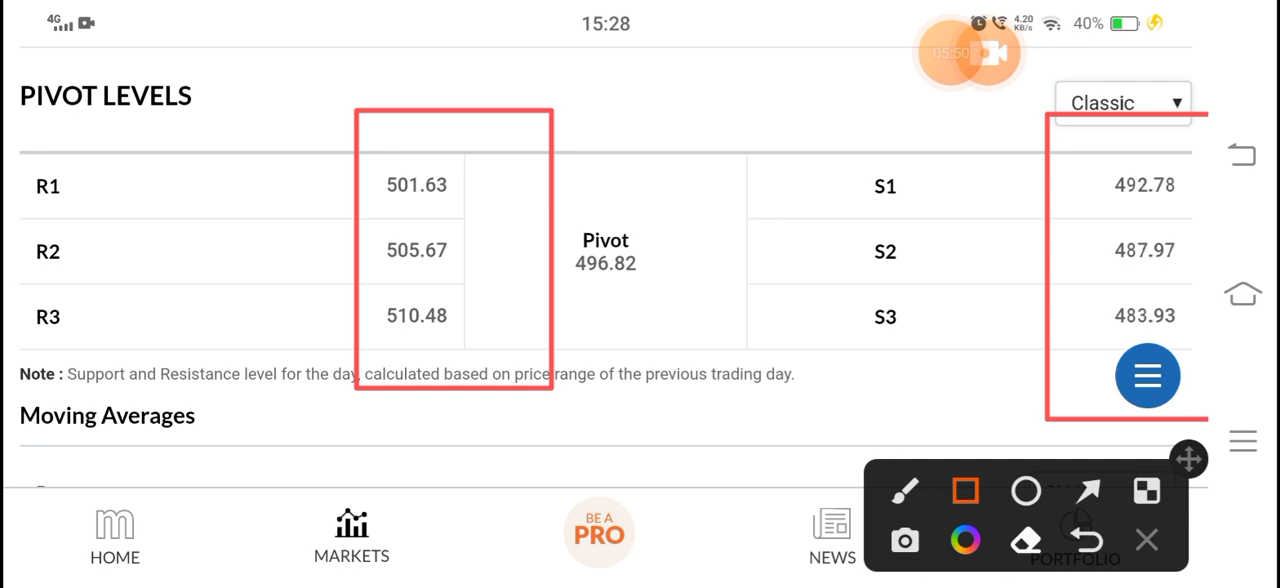 4G 15:28 4.20 KB/s 40%
05:50
PIVOT LEVELS
Classic
R1 501.63 S1 492.78
R2 505.67 Pivot S2 487.97
496.82
R3 510.48 S3 483.93
Note : Support and Resistance level for the day, calculated based on price range of the previous trading day.
Moving Averages
BE A
PRO
HOME MARKETS NEWS PORTFOLIO